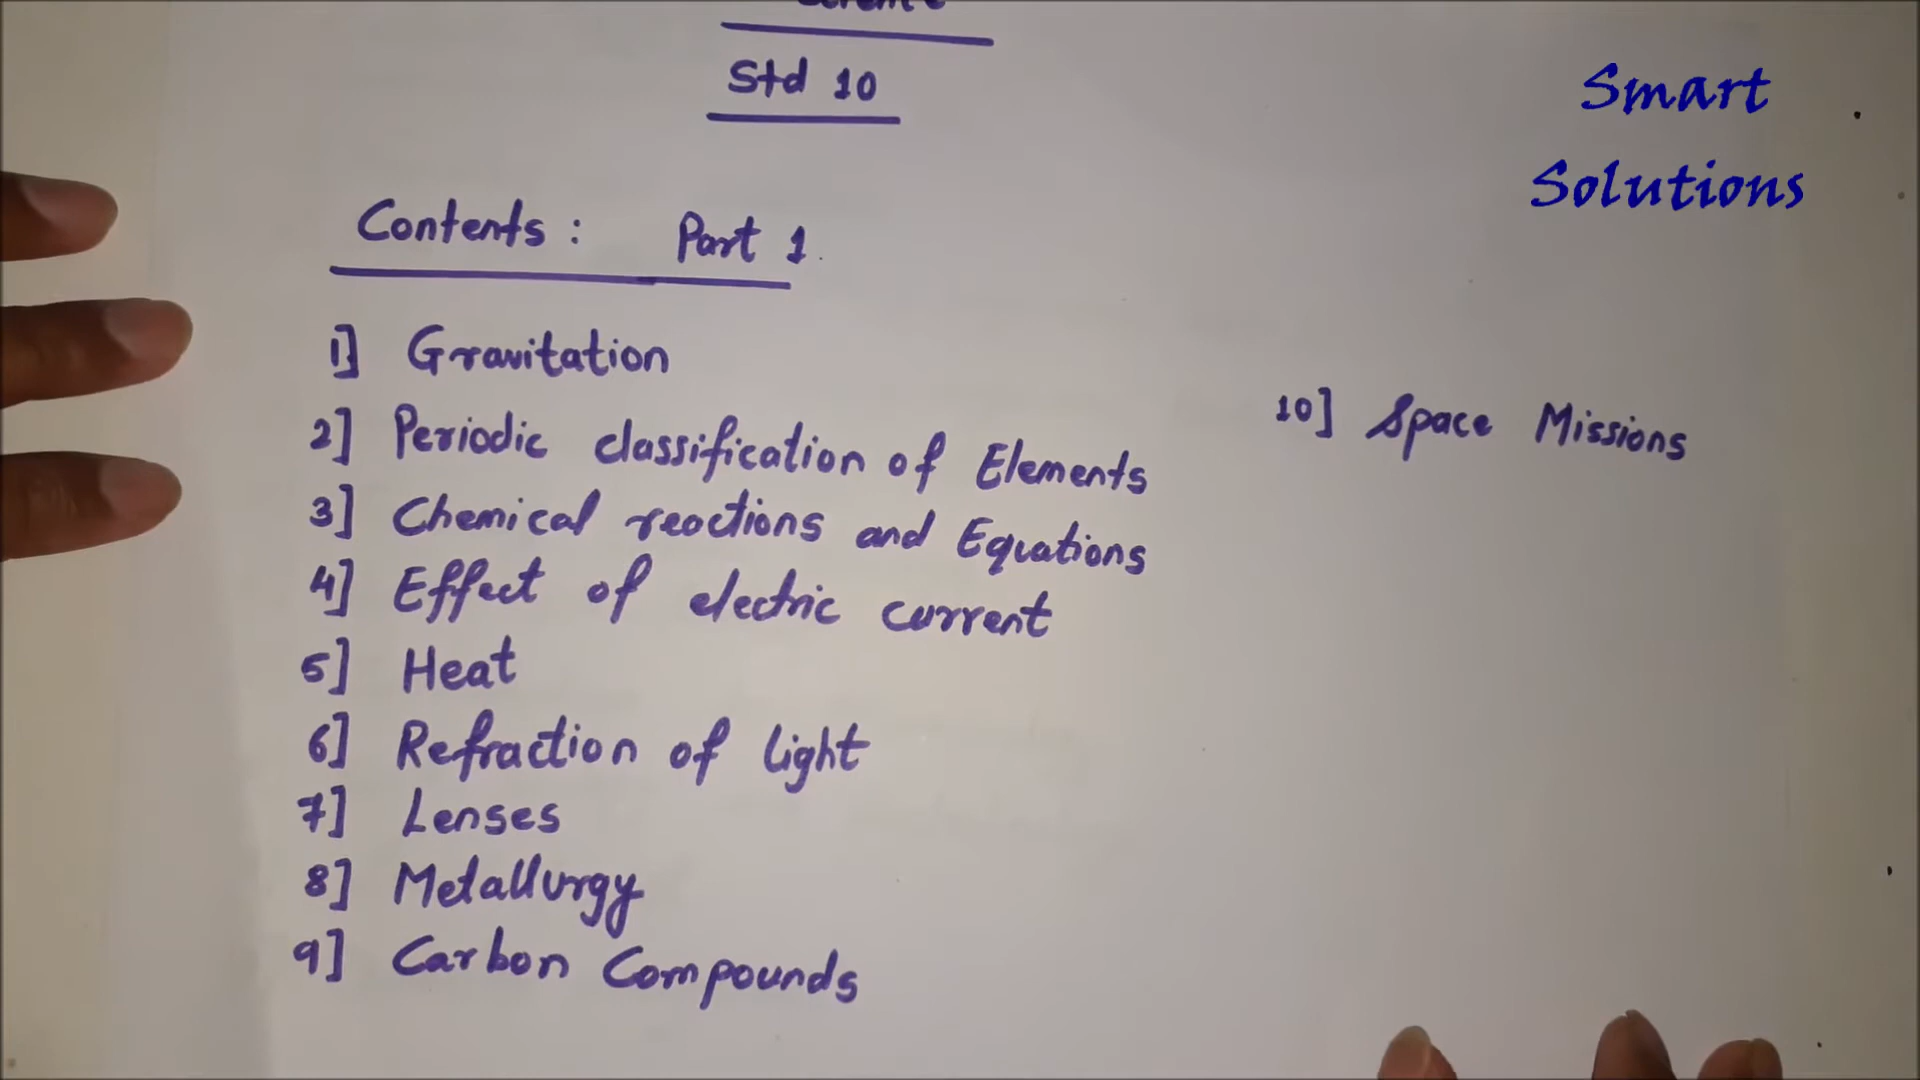 Std 10
Smart
Solutions
Contents : Part 1.
1] Gravitation
2] Periodic classification of Elements
3] Chemical reactions and Equations
4] Effect of electric current
5] Heat
6] Refraction of light
7] Lenses
8] Metallurgy
9] Carbon Compounds
10] Space Missions